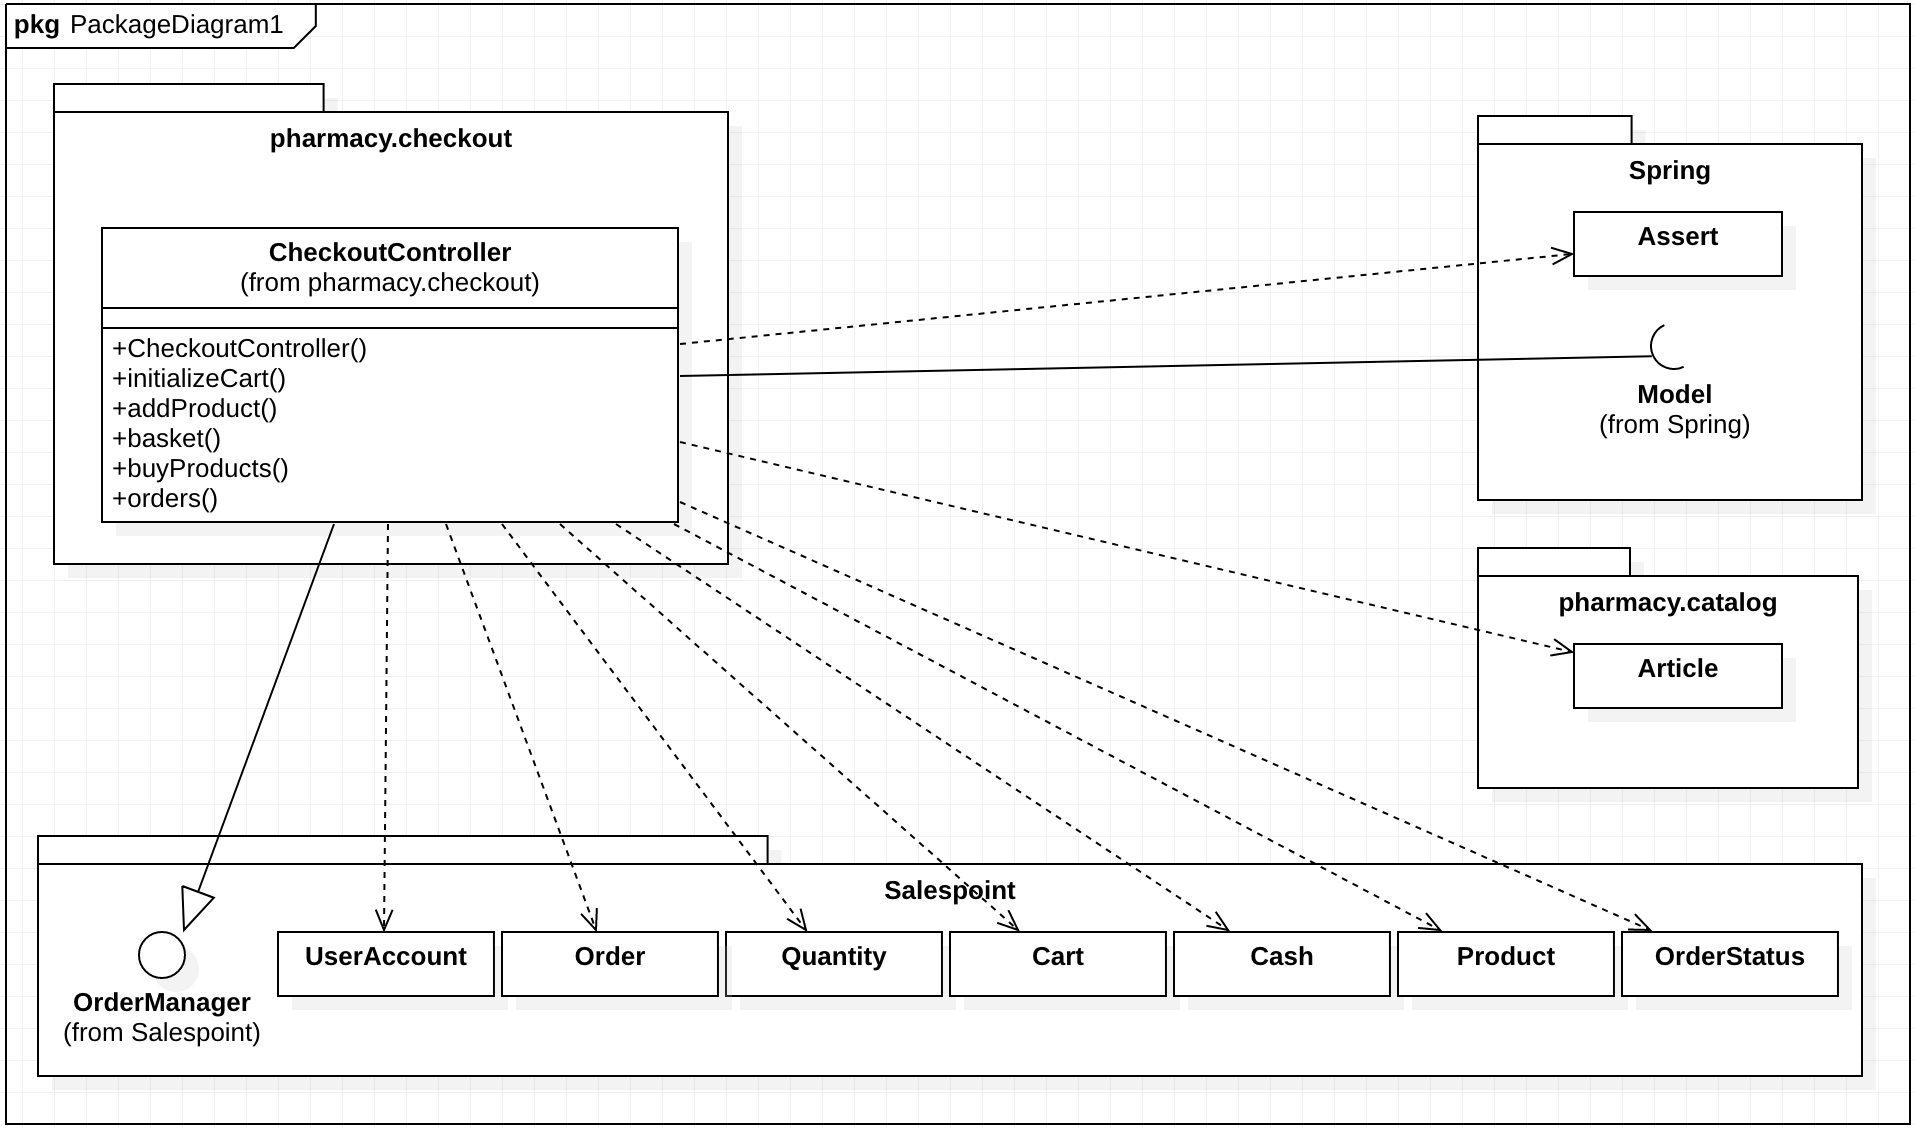 pkg PackageDiagram1
pharmacy.checkout
CheckoutController
(from pharmacy.checkout)
+CheckoutController()
+initializeCart()
+addProduct()
+basket()
+buyProducts()
+orders()
Spring
Assert
Model
(from Spring)
pharmacy.catalog
Article
Salespoint
OrderManager
(from Salespoint)
UserAccount
Order
Quantity
Cart
Cash
Product
OrderStatus